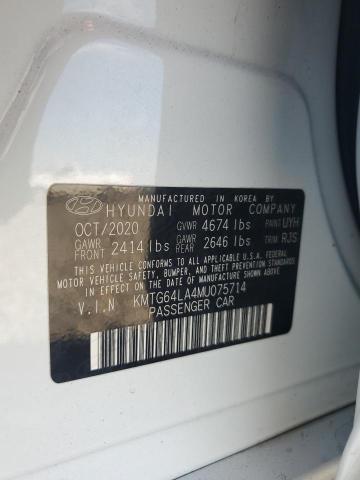 MANUFACTURED IN KOREA BY
HYUNDAI MOTOR COMPANY
OCT/2020 GVWR 4674 lbs PAINT UYH
GAWR FRONT 2414 lbs GAWR REAR 2646 lbs TRIM RJS
THIS VEHICLE CONFORMS TO ALL APPLICABLE FEDERAL
MOTOR VEHICLE SAFETY, BUMPER, AND THEFT PREVENTION
STANDARDS IN EFFECT ON THE DATE OF MANUFACTURE SHOWN ABOVE.
V.I.N KMTG64LA4MU075714
PASSENGER CAR